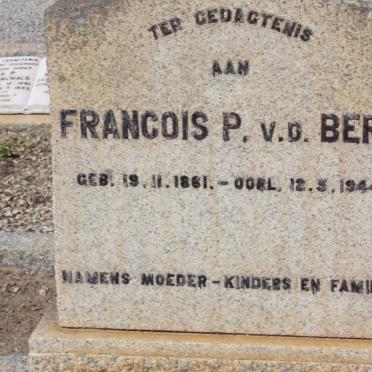 TER GEDAGTENIS
AAN
FRANCOIS P. V.D. BER
GEB. 19.11.1861. - OORL. 12.3.194
NAMENS MOEDER - KINDERS EN FAMI